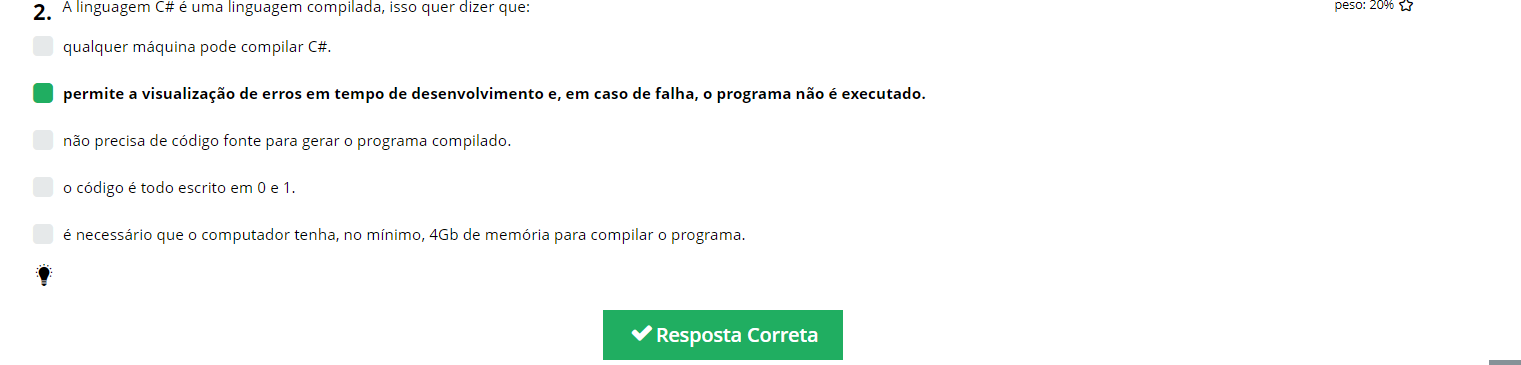 2. A linguagem C# é uma linguagem compilada, isso quer dizer que:
peso: 20%
qualquer máquina pode compilar C#.
permite a visualização de erros em tempo de desenvolvimento e, em caso de falha, o programa não é executado.
não precisa de código fonte para gerar o programa compilado.
o código é todo escrito em 0 e 1.
é necessário que o computador tenha, no mínimo, 4Gb de memória para compilar o programa.
Resposta Correta